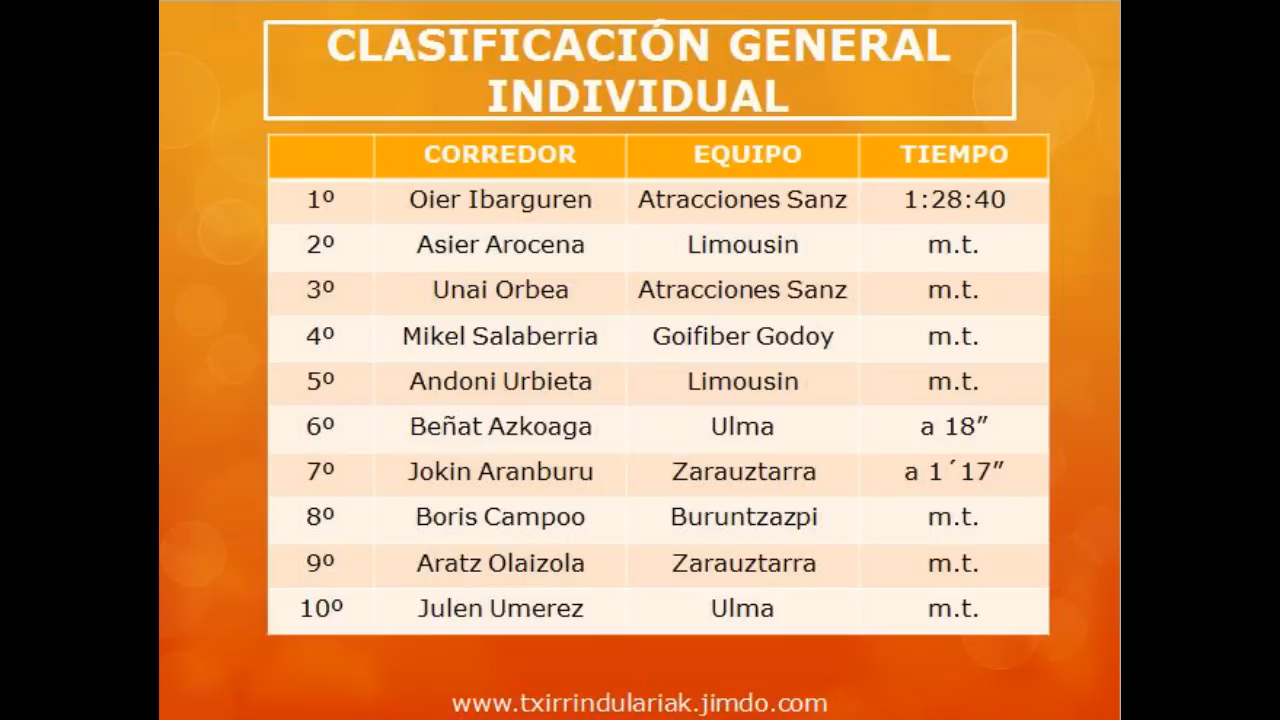 CLASIFICACIÓN GENERAL
INDIVIDUAL
CORREDOR EQUIPO TIEMPO
1º Oier Ibarguren Atracciones Sanz 1:28:40
2º Asier Arocena Limousin m.t.
3º Unai Orbea Atracciones Sanz m.t.
4º Mikel Salaberria Goifiber Godoy m.t.
5º Andoni Urbieta Limousin m.t.
6º Beñat Azkoaga Ulma a 18”
7º Jokin Aranburu Zarauztarra a 1´17”
8º Boris Campoo Buruntzazpi m.t.
9º Aratz Olaizola Zarauztarra m.t.
10º Julen Umerez Ulma m.t.
www.txirrindulariak.jimdo.com